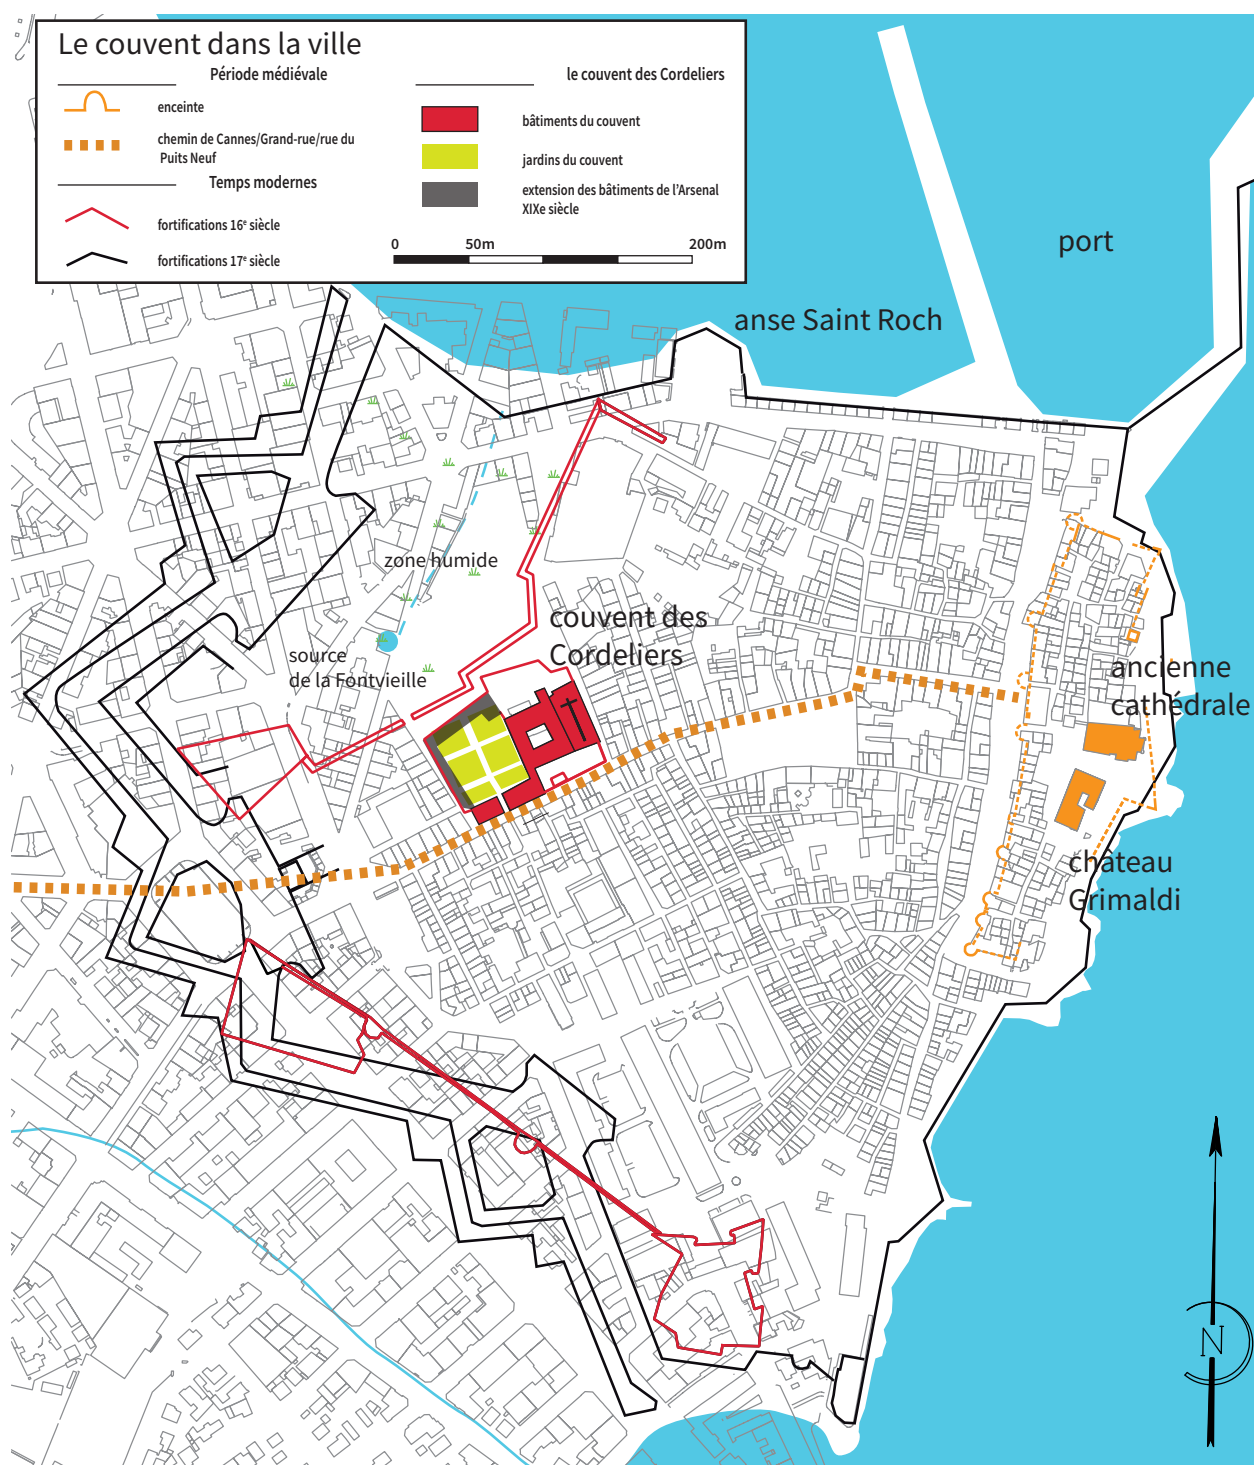 Le couvent dans la ville
Période médiévale
enceinte
chemin de Cannes/Grand-rue/rue du
Puits Neuf
Temps modernes
fortifications 16e siècle
fortifications 17e siècle
le couvent des Cordeliers
bâtiments du couvent
jardins du couvent
extension des bâtiments de l'Arsenal
XIXe siècle
0 50m 200m
port
anse Saint Roch
zone humide
couvent des
Cordeliers
source
de la Fontvieille
ancienne
cathédrale
château
Grimaldi
N